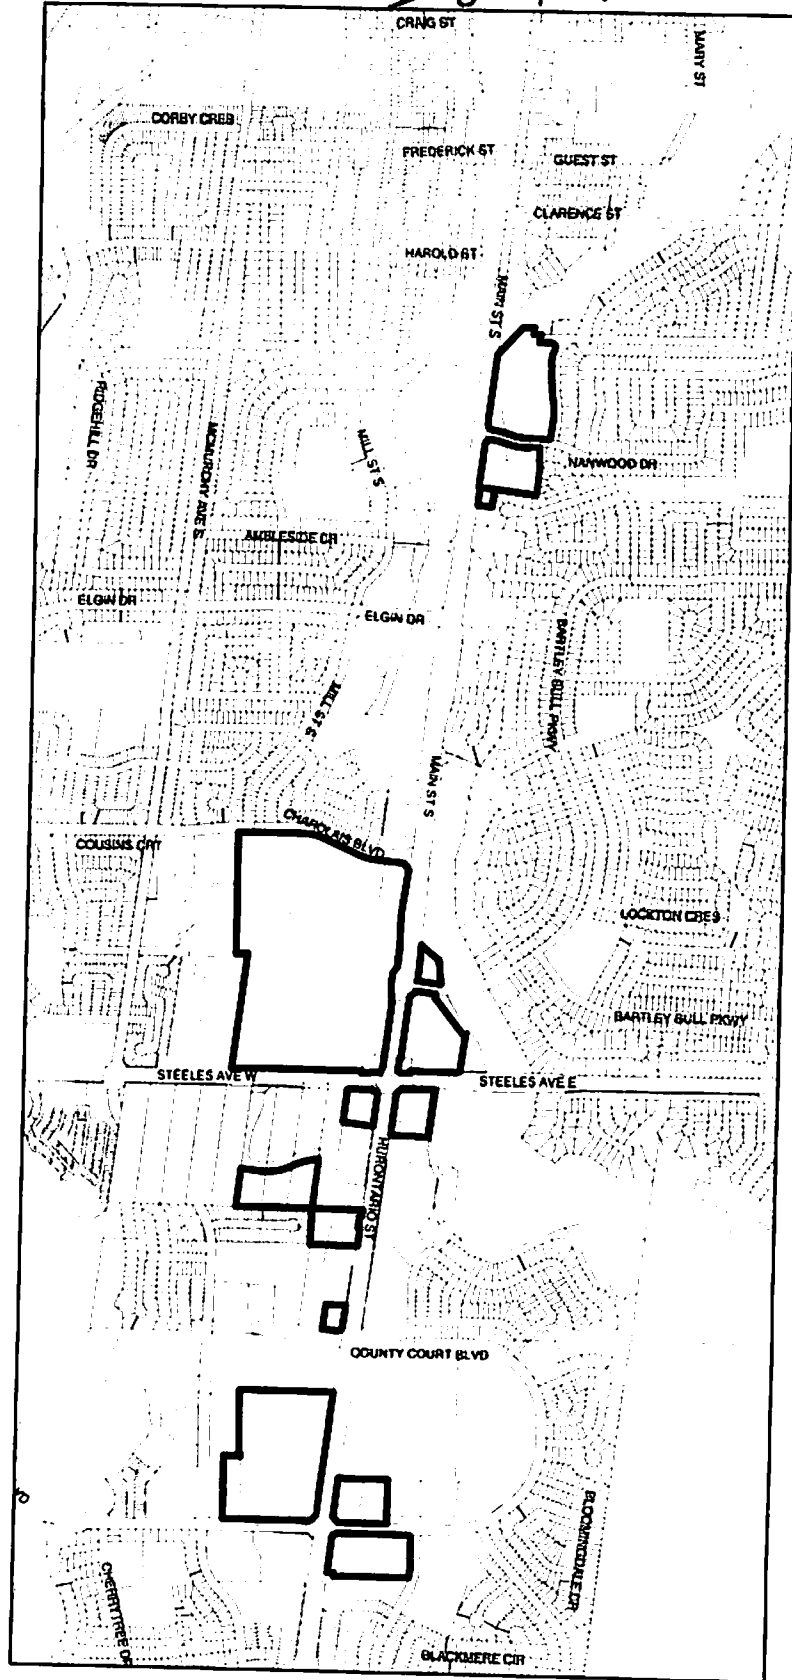 CRAIG ST
MARY ST
CORBY CRES
FREDERICK ST
GUEST ST
CLARENCE ST
HAROLD ST
MAIN ST S
RIDGEHILL DR
MCMURCHY AVE S
MILL ST S
NANWOOD DR
AMBLESIDE DR
ELGIN DR
ELGIN DR
BARTLEY BULL PKWY
MILL ST S
MAIN ST S
CHAROLAIS BLVD
COUSINS CRT
LOCKTON CRES
BARTLEY BULL PKWY
STEELES AVE W
STEELES AVE E
HURONTARIO ST
COUNTY COURT BLVD
BLOOMINGDALE DR
CHERRYTREE DR
BLACKMERE CIR